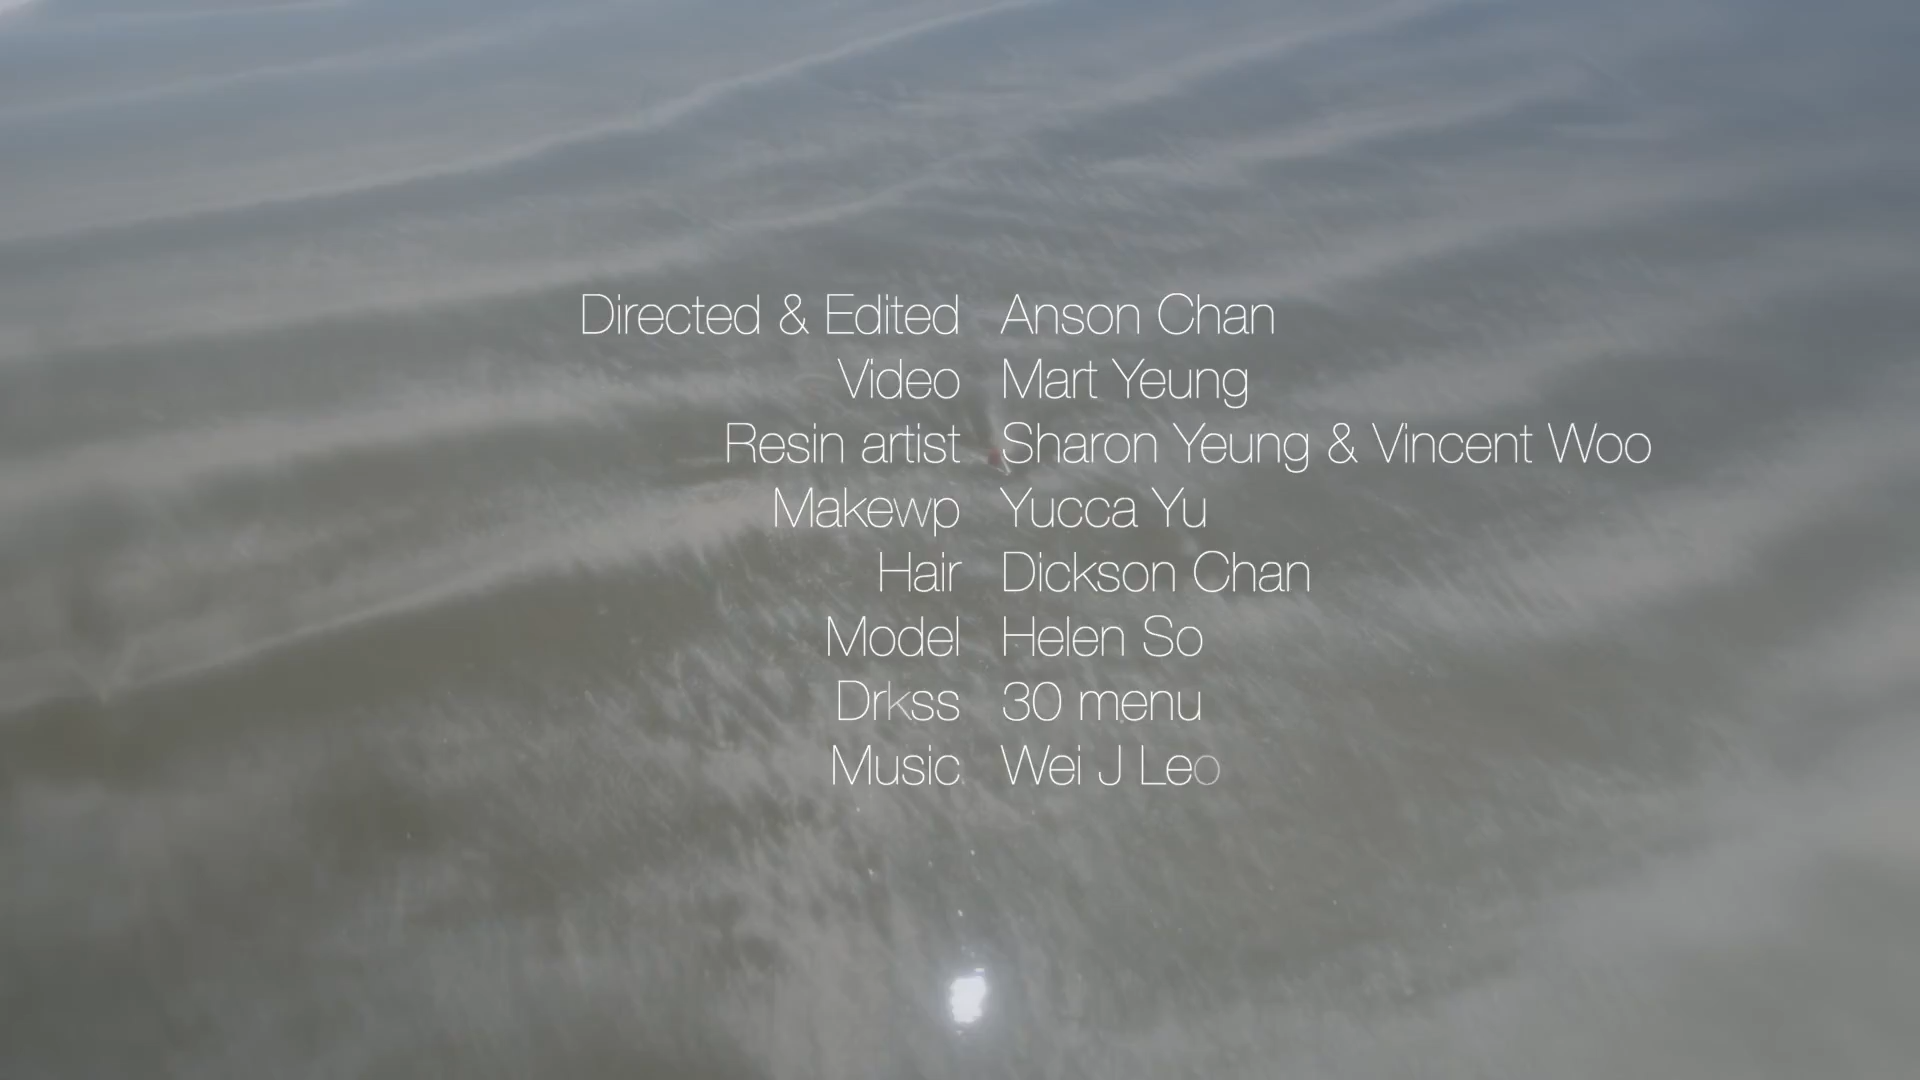 Directed & Edited Anson Chan
Video Mart Yeung
Resin artist Sharon Yeung & Vincent Woo
Makewp Yucca Yu
Hair Dickson Chan
Model Helen So
Drkss 30 menu
Music Wei J Leo